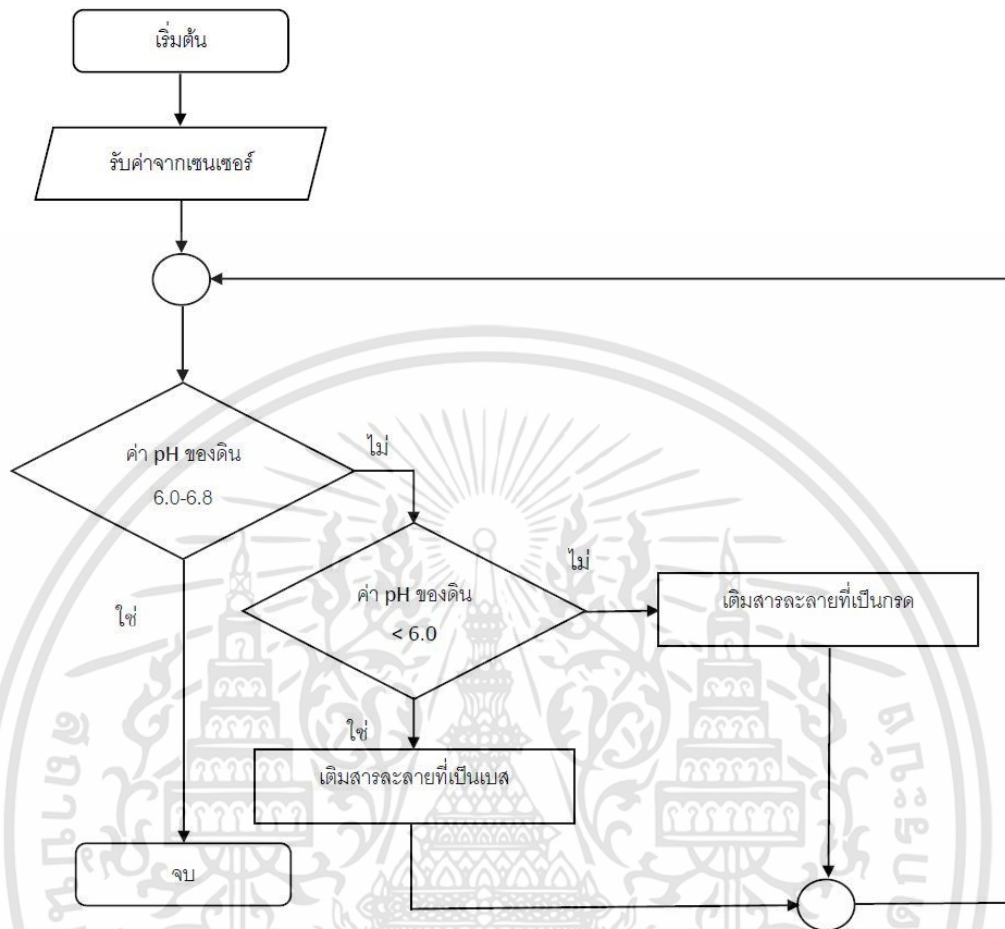 เริ่มต้น
รับค่าจากเซนเซอร์
ค่า pH ของดิน
6.0-6.8
ไม่
ใช่
ค่า pH ของดิน
< 6.0
ไม่
เติมสารละลายที่เป็นกรด
ใช่
เติมสารละลายที่เป็นเบส
จบ